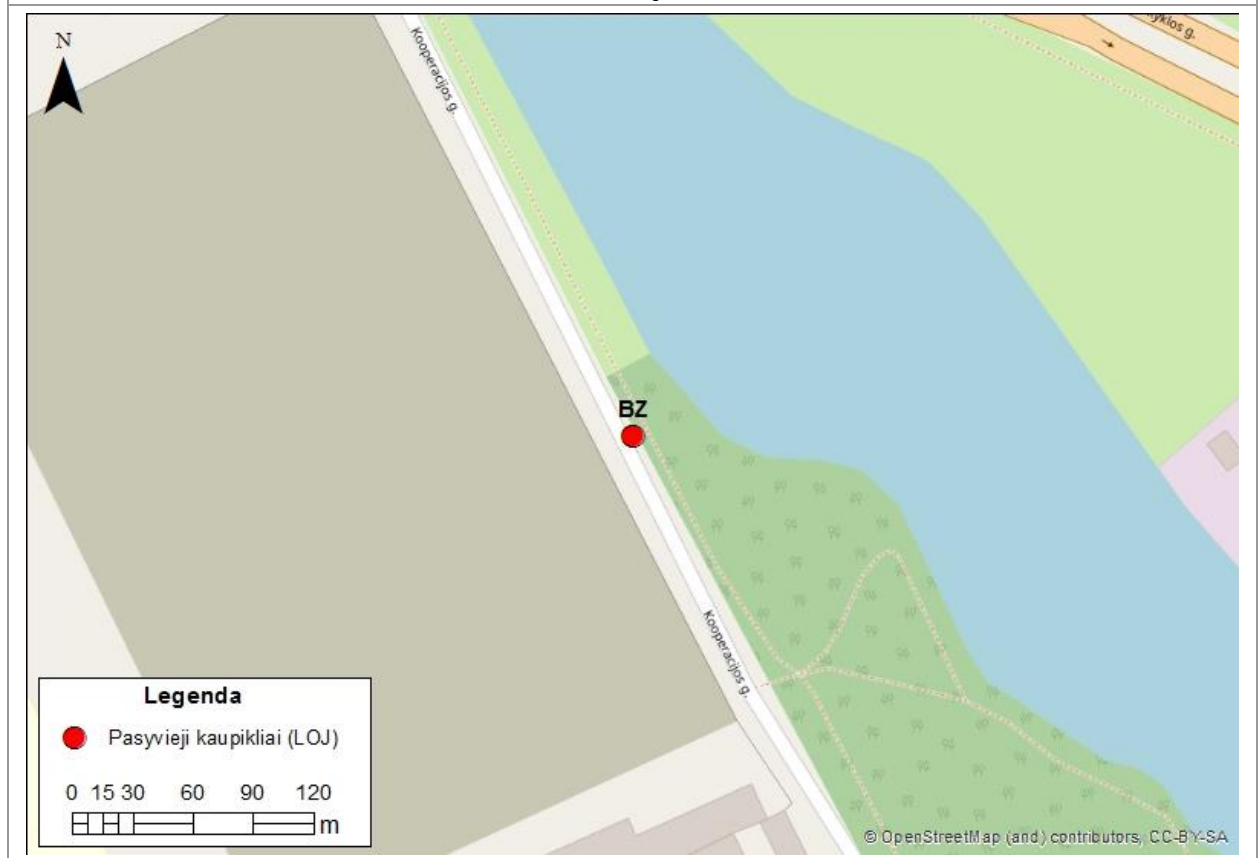 N
Kooperacijos g.
yklos g.
BZ
Kooperacijos g.
Legenda
Pasyvieji kaupikliai (LOJ)
0 15 30 60 90 120
m
© OpenStreetMap (and) contributors, CC-BY-SA